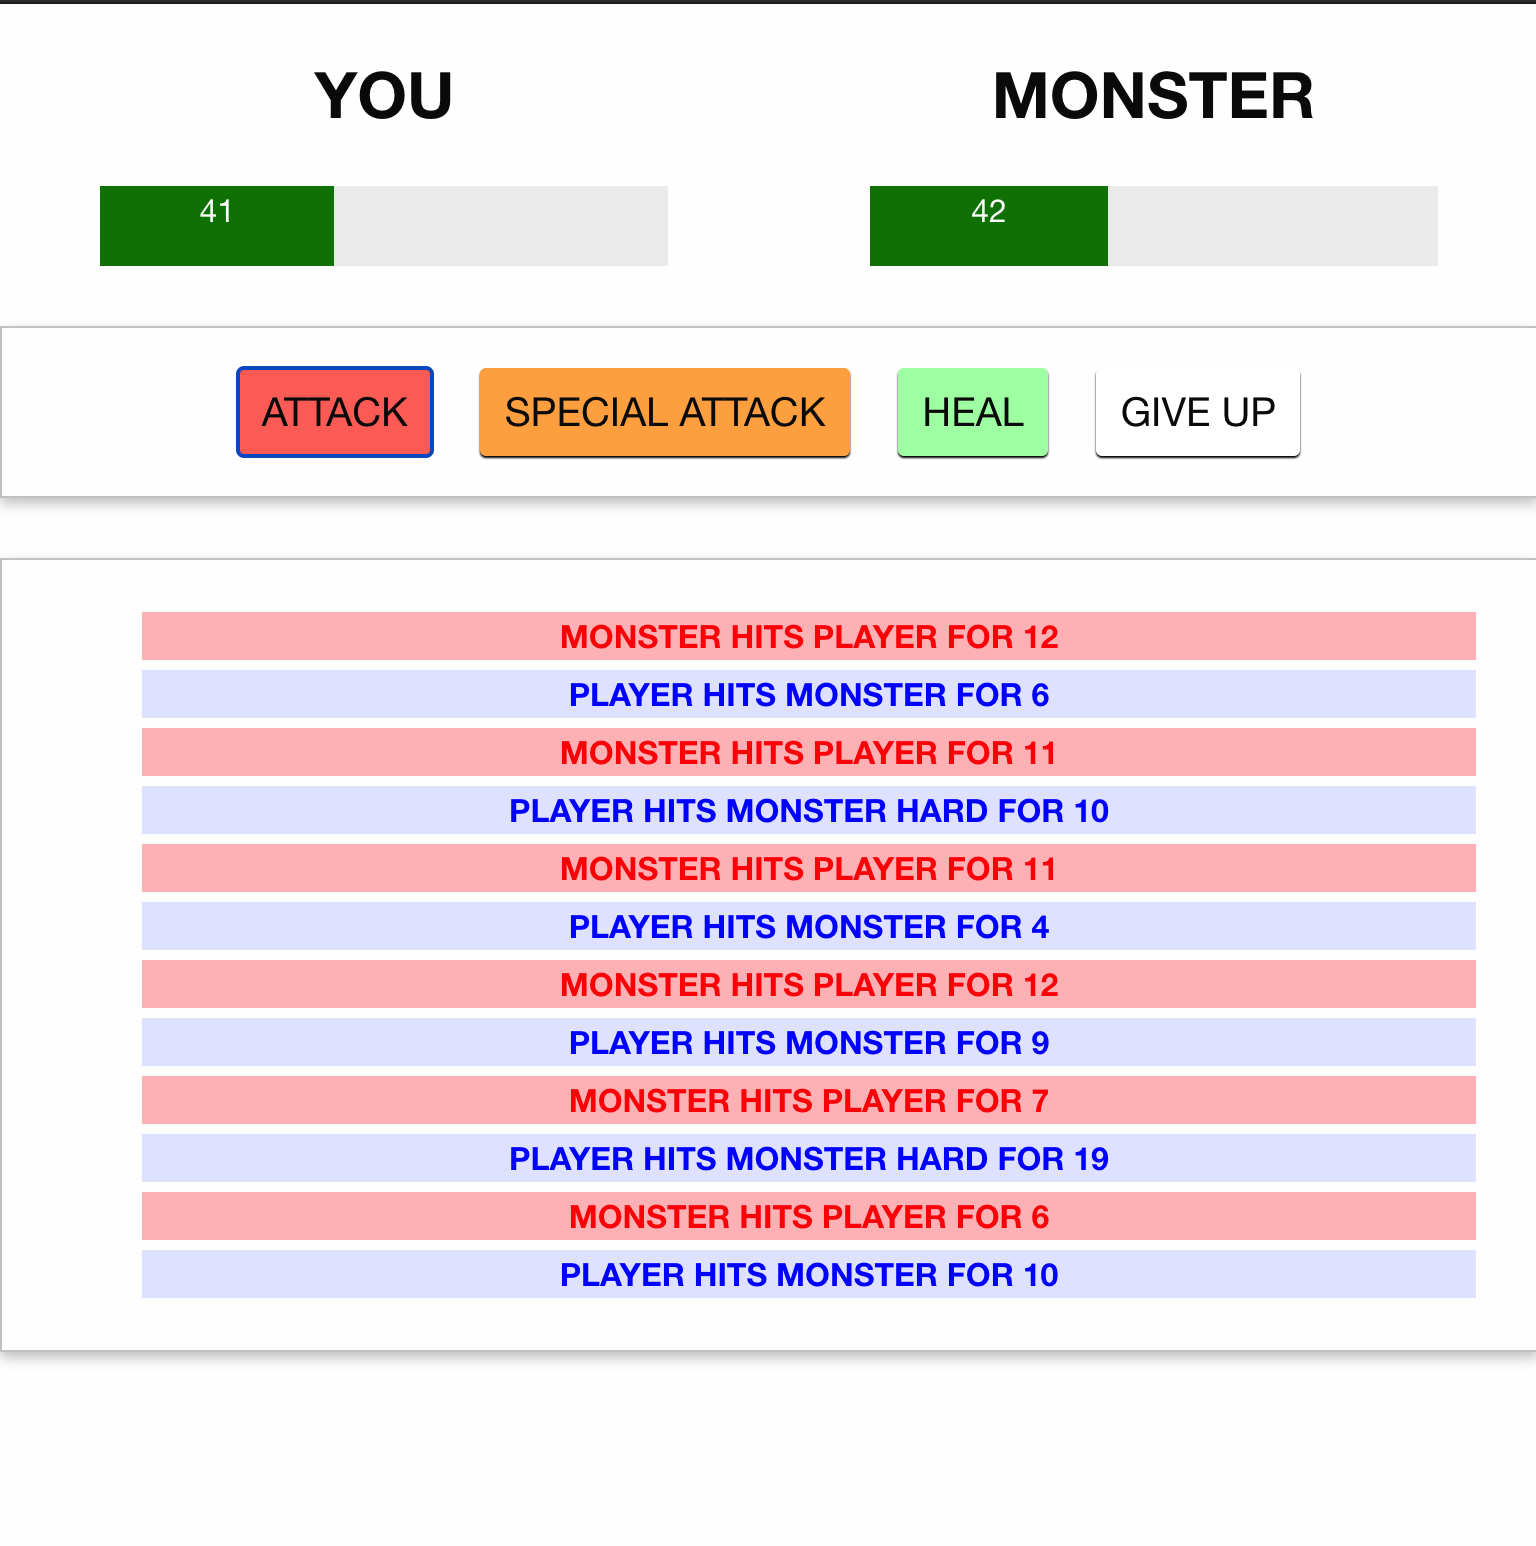 YOU
MONSTER
41
42
ATTACK
SPECIAL ATTACK
HEAL
GIVE UP
MONSTER HITS PLAYER FOR 12
PLAYER HITS MONSTER FOR 6
MONSTER HITS PLAYER FOR 11
PLAYER HITS MONSTER HARD FOR 10
MONSTER HITS PLAYER FOR 11
PLAYER HITS MONSTER FOR 4
MONSTER HITS PLAYER FOR 12
PLAYER HITS MONSTER FOR 9
MONSTER HITS PLAYER FOR 7
PLAYER HITS MONSTER HARD FOR 19
MONSTER HITS PLAYER FOR 6
PLAYER HITS MONSTER FOR 10